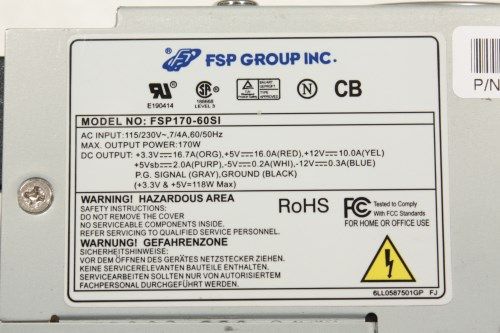 FSP GROUP INC.
E190414
188668
LEVEL 3
N
CB
MODEL NO: FSP170-60SI
AC INPUT:115/230V~,7/4A,60/50Hz
MAX. OUTPUT POWER:170W
DC OUTPUT: +3.3V⎓16.7A(ORG), +5V⎓16.0A(RED), +12V⎓10.0A(YEL)
+5Vsb⎓2.0A(PURP), -5V⎓0.2A(WHI), -12V⎓0.3A(BLUE)
P.G. SIGNAL (GRAY),GROUND (BLACK)
(+3.3V & +5V=118W Max)
WARNING! HAZARDOUS AREA
SAFETY INSTRUCTIONS:
DO NOT REMOVE THE COVER
NO SERVICEABLE COMPONENTS INSIDE.
REFER SERVICING TO QUALIFIED SERVICE PERSONNEL.
WARNUNG! GEFAHRENZONE
SICHERHEITSHINWEISE:
VOR DEM ÖFFNEN DES GERÄTES NETZSTECKER ZIEHEN.
KEINE SERVICERELEVANTEN BAUTEILE ENTHALTEN.
SERVICEARBEITEN SOLLTEN NUR VON AUTORISIERTEM
FACHPERSONAL DURCHGEFÜHRT WERDEN.
RoHS
FC Tested to Comply
With FCC Standards
FOR HOME OR OFFICE USE
6LL0587501GP FJ
P/N